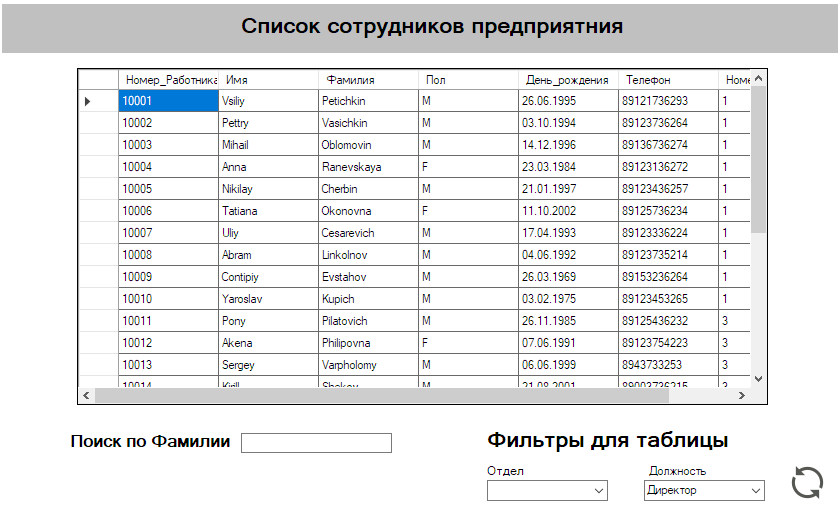 Список сотрудников предприятния
Номер_Работника Имя Фамилия Пол День_рождения Телефон Номе
10001 Vsiliy Petichkin M 26.06.1995 89121736293 1
10002 Pettry Vasichkin M 03.10.1994 89123736264 1
10003 Mihail Oblomovin M 14.12.1996 89136736274 1
10004 Anna Ranevskaya F 23.03.1984 89123136272 1
10005 Nikilay Cherbin M 21.01.1997 89123436257 1
10006 Tatiana Okonovna F 11.10.2002 89125736234 1
10007 Uliy Cesarevich M 17.04.1993 89123336224 1
10008 Abram Linkolnov M 04.06.1992 89123735214 1
10009 Contipiy Evstahov M 26.03.1969 89153236264 1
10010 Yaroslav Kupich M 03.02.1975 89123453265 1
10011 Pony Pilatovich M 26.11.1985 89125436232 3
10012 Akena Philipovna F 07.06.1991 89123754223 3
10013 Sergey Varpholomy M 06.06.1999 8943733253 3
10014 Kirill Shokov M 21.08.2001 89003736215 3
Поиск по Фамилии
Фильтры для таблицы
Отдел Должность
Директор